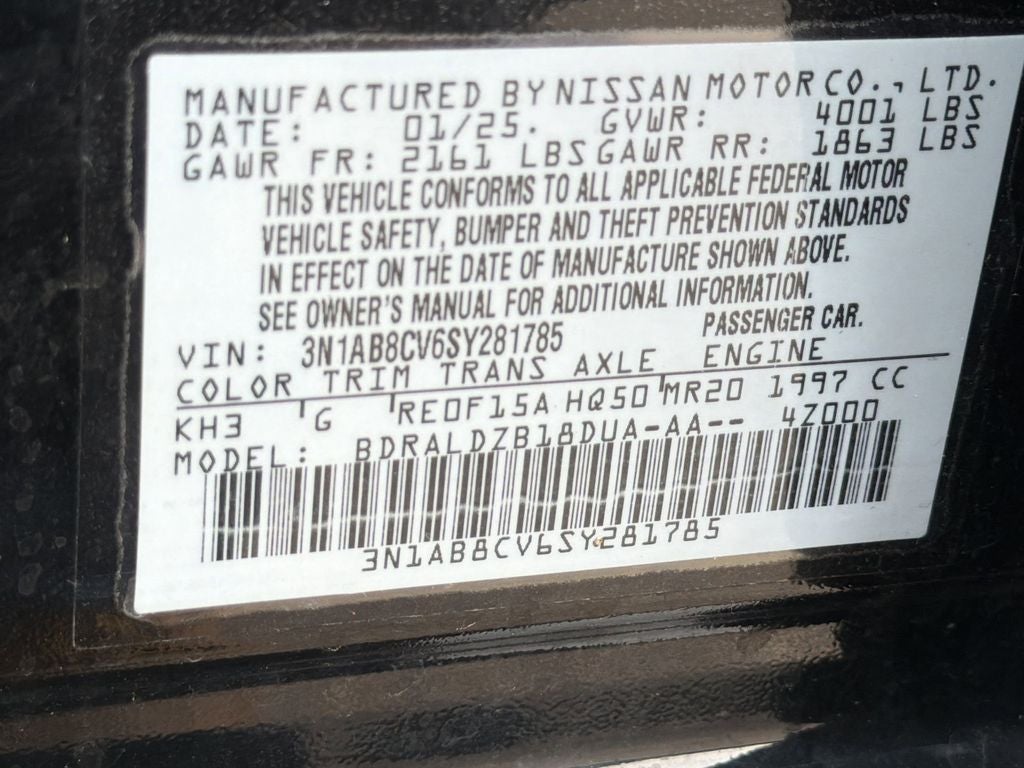 MANUFACTURED BY NISSAN MOTOR CO., LTD.
DATE: 01/25. GVWR: 4001 LBS
GAWR FR: 2161 LBS GAWR RR: 1863 LBS
THIS VEHICLE CONFORMS TO ALL APPLICABLE FEDERAL MOTOR
VEHICLE SAFETY, BUMPER AND THEFT PREVENTION STANDARDS
IN EFFECT ON THE DATE OF MANUFACTURE SHOWN ABOVE.
SEE OWNER'S MANUAL FOR ADDITIONAL INFORMATION.
VIN: 3N1AB8CV6SY281785 PASSENGER CAR.
COLOR TRIM TRANS AXLE ENGINE
KH3 G RE0F15A HQ50 MR20 1997 CC
MODEL: BDRALDZB18DUA-AA-- 4Z000
3N1AB8CV6SY281785